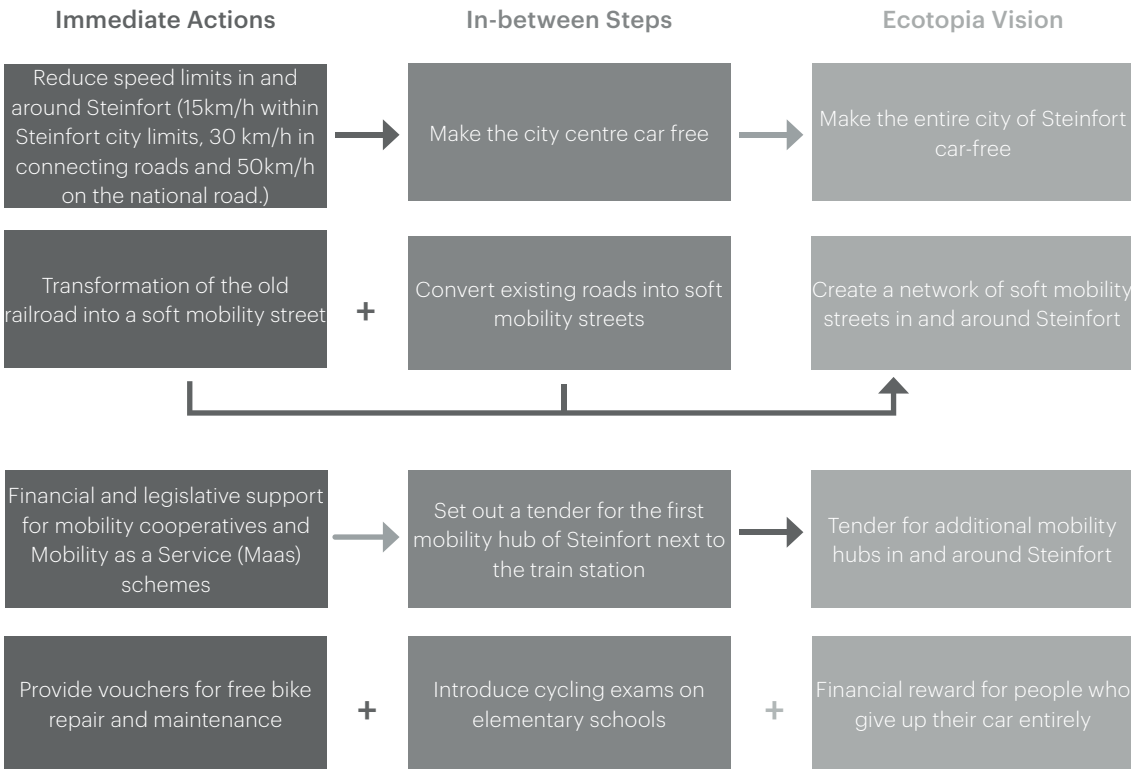 Immediate Actions
In-between Steps
Ecotopia Vision
Reduce speed limits in and
around Steinfort (15km/h within
Steinfort city limits, 30 km/h in
connecting roads and 50km/h
on the national road.)
Make the city centre car free
Make the entire city of Steinfort
car-free
Transformation of the old
railroad into a soft mobility street
+
Convert existing roads into soft
mobility streets
Create a network of soft mobility
streets in and around Steinfort
Financial and legislative support
for mobility cooperatives and
Mobility as a Service (Maas)
schemes
Set out a tender for the first
mobility hub of Steinfort next to
the train station
Tender for additional mobility
hubs in and around Steinfort
Provide vouchers for free bike
repair and maintenance
+
Introduce cycling exams on
elementary schools
+
Financial reward for people who
give up their car entirely